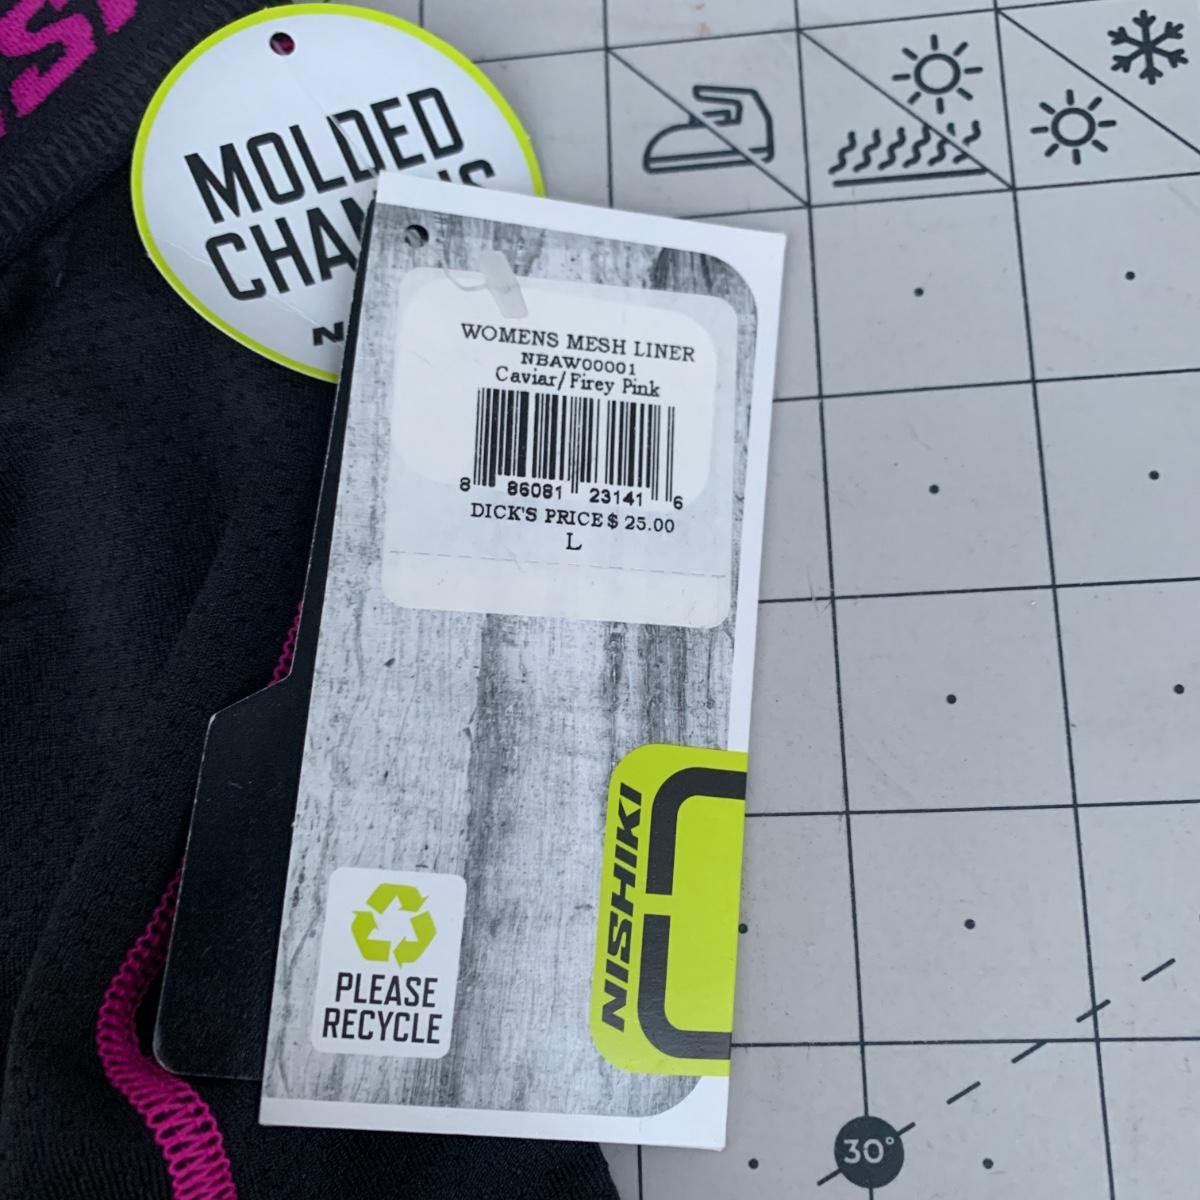 MOLDED
WOMENS MESH LINER
NBAW00001
Caviar/Firey Pink
8 86081 23141 6
DICK'S PRICE $ 25.00
L
NISHIKI
PLEASE
RECYCLE
30°